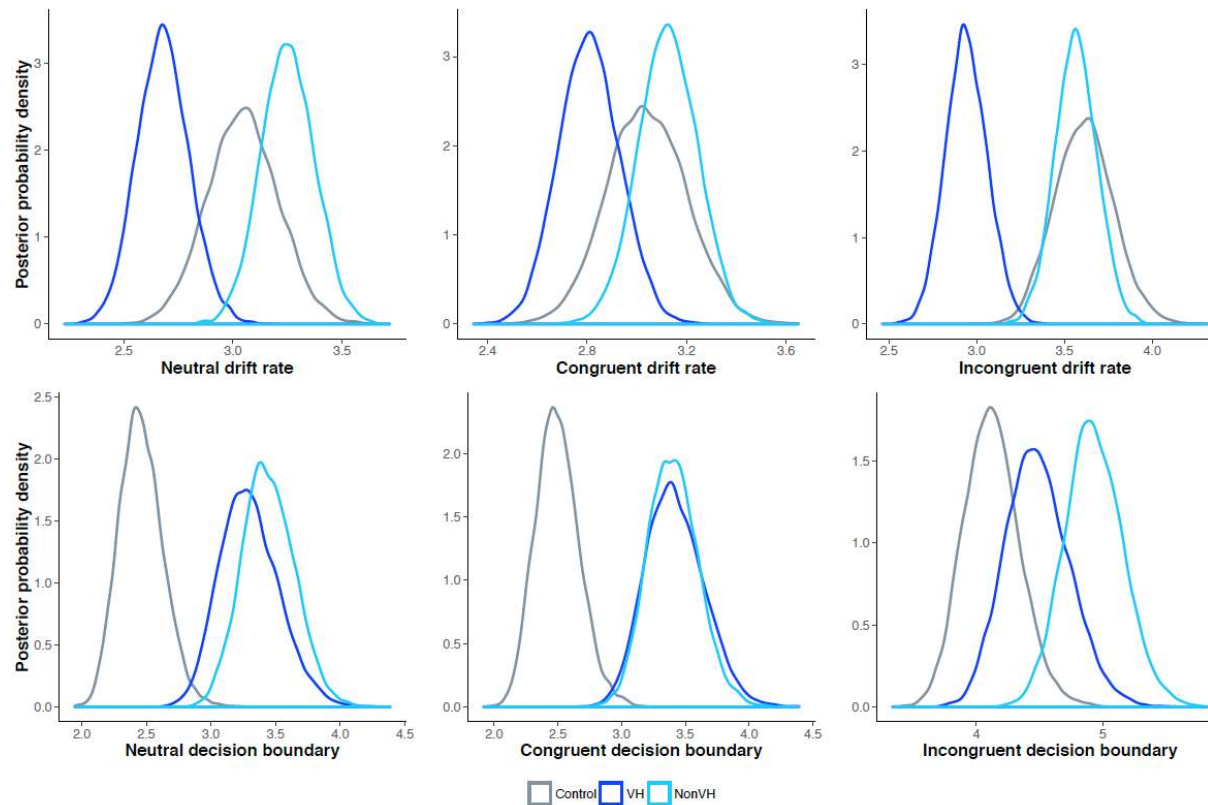 Posterior probability density
3
2
1
0
2.5 3.0 3.5
Neutral drift rate
3
2
1
0
2.4 2.8 3.2 3.6
Congruent drift rate
3
2
1
0
2.5 3.0 3.5 4.0
Incongruent drift rate
Posterior probability density
2.5
2.0
1.5
1.0
0.5
0.0
2.0 2.5 3.0 3.5 4.0 4.5
Neutral decision boundary
2.0
1.5
1.0
0.5
0.0
2.0 2.5 3.0 3.5 4.0 4.5
Congruent decision boundary
1.5
1.0
0.5
0.0
4 5
Incongruent decision boundary
Control VH NonVH